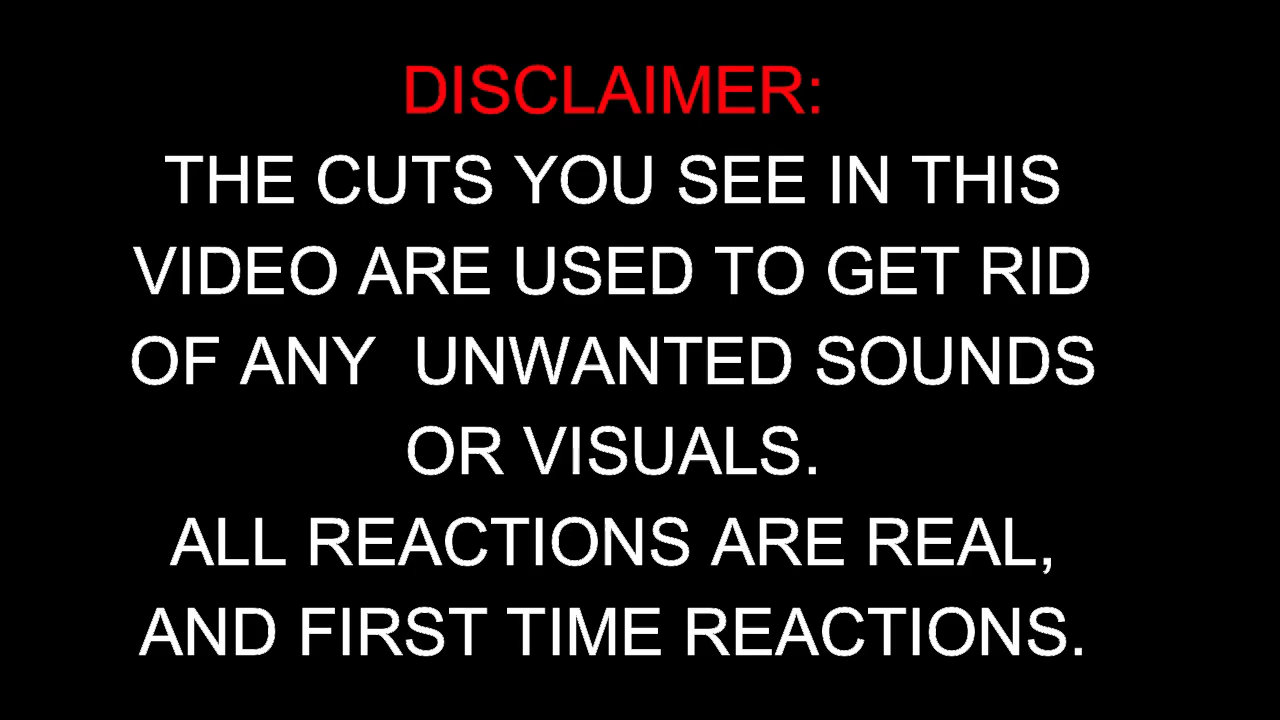 DISCLAIMER:
THE CUTS YOU SEE IN THIS
VIDEO ARE USED TO GET RID
OF ANY  UNWANTED SOUNDS
OR VISUALS.
ALL REACTIONS ARE REAL,
AND FIRST TIME REACTIONS.